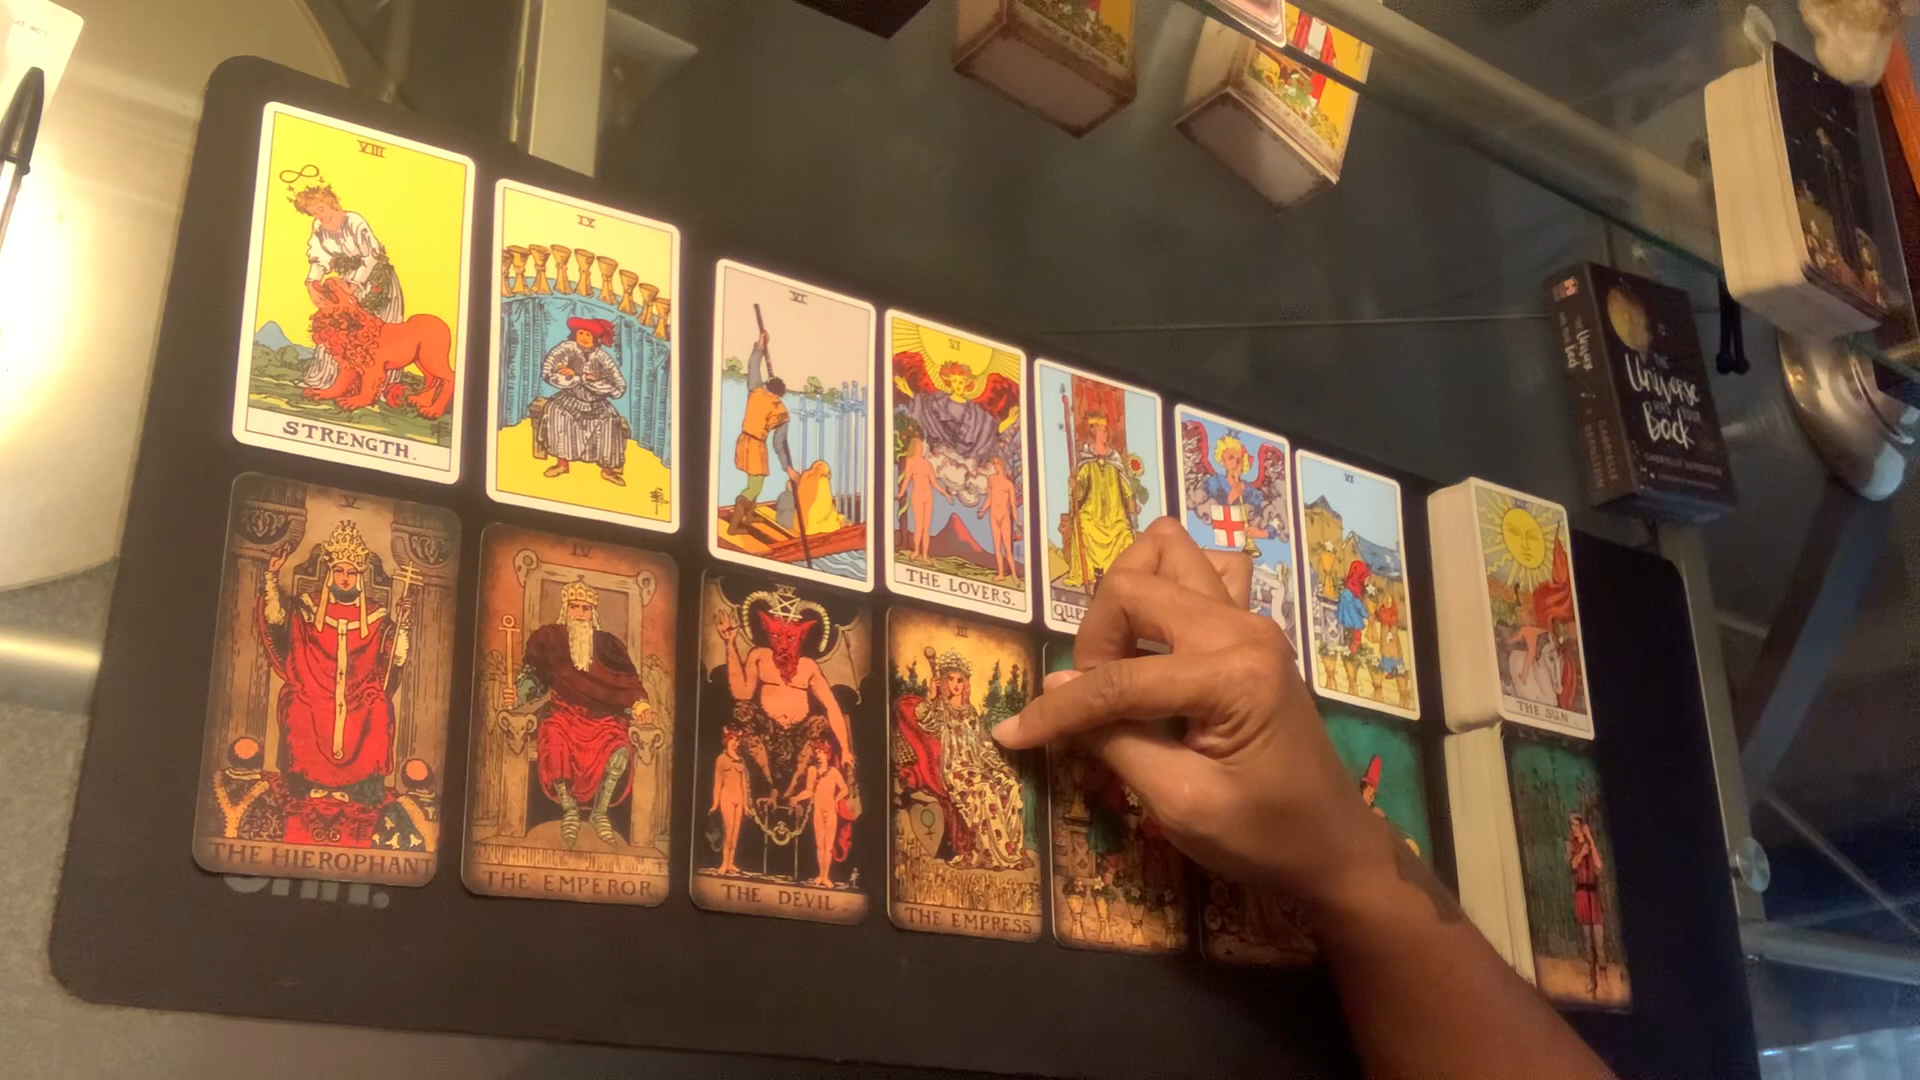 VIII
STRENGTH.
IX
VI
VI
THE LOVERS.
VI
THE SUN
V
THE HIEROPHANT
IV
THE EMPEROR
THE DEVIL
III
THE EMPRESS
THE
Universe
HAS YOUR
Back